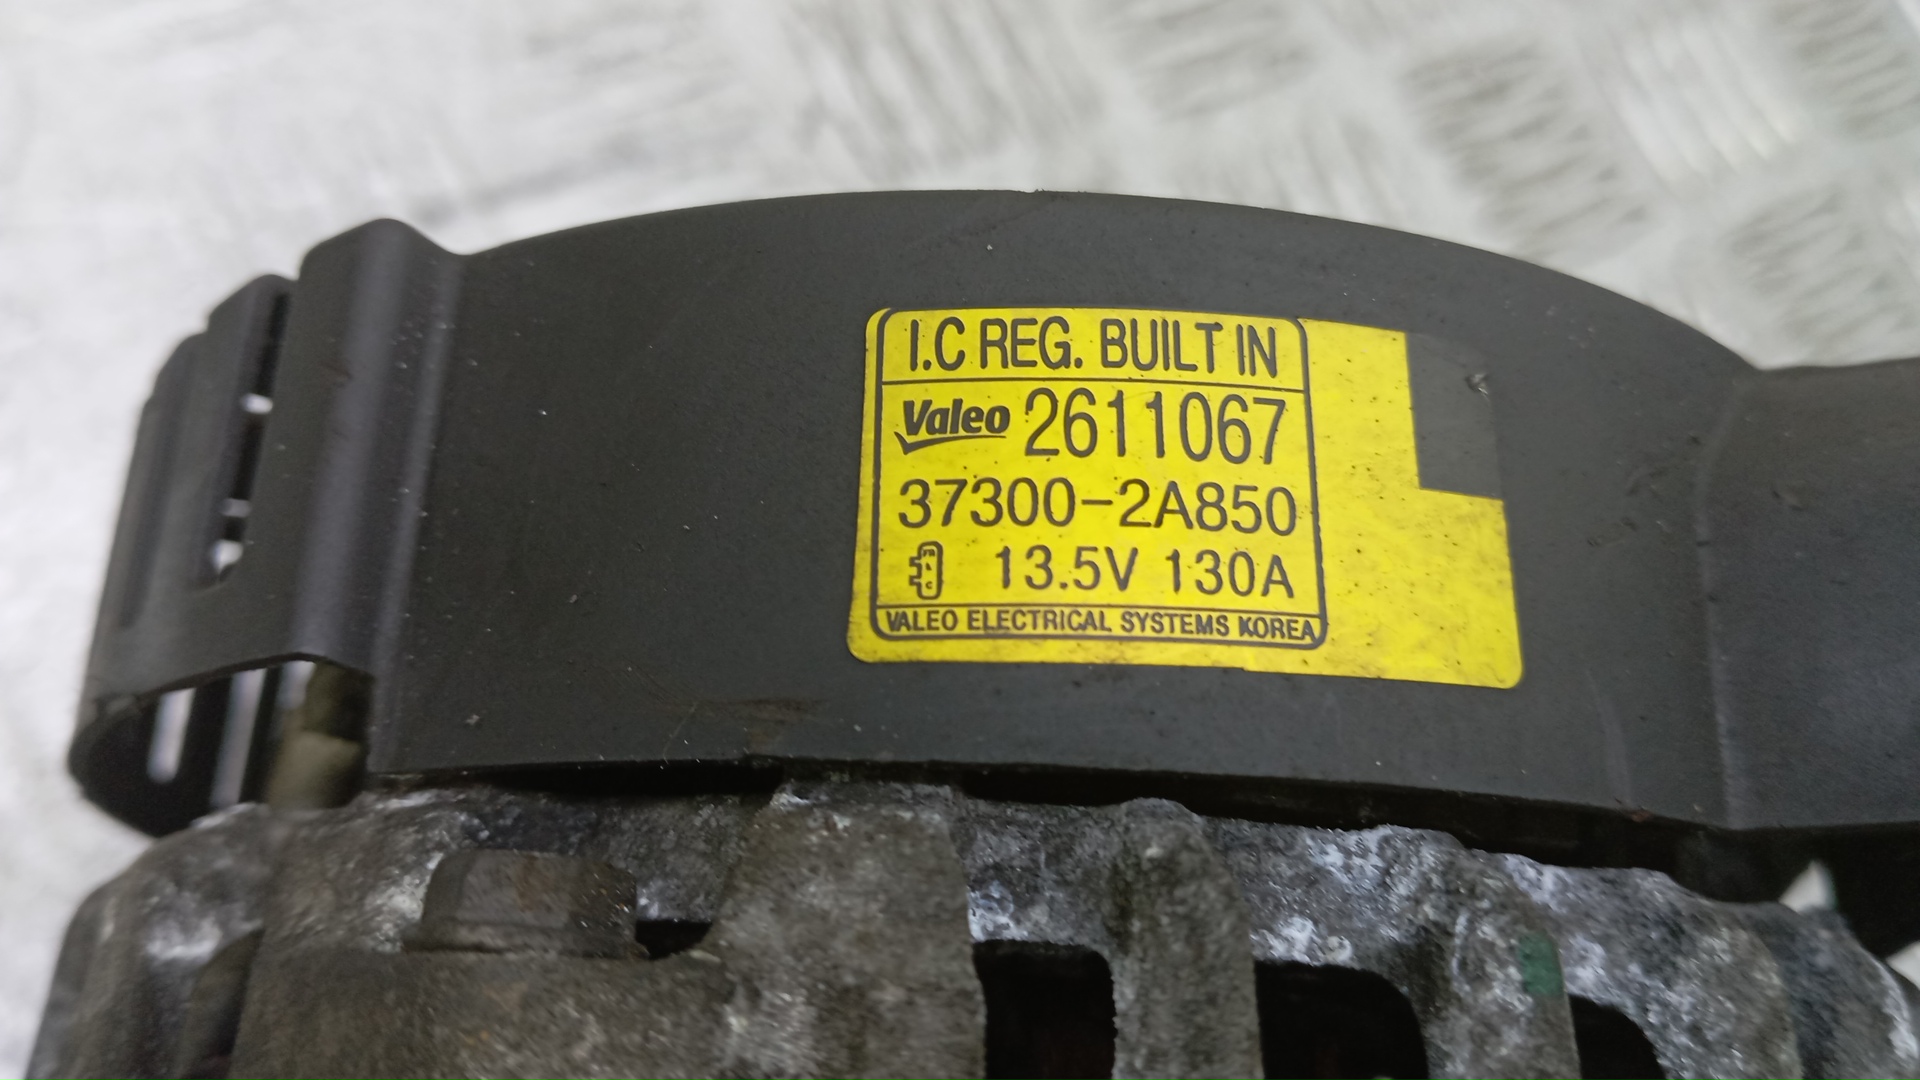 I.C REG. BUILT IN
Valeo 2611067
37300-2A850
13.5V 130A
VALEO ELECTRICAL SYSTEMS KOREA